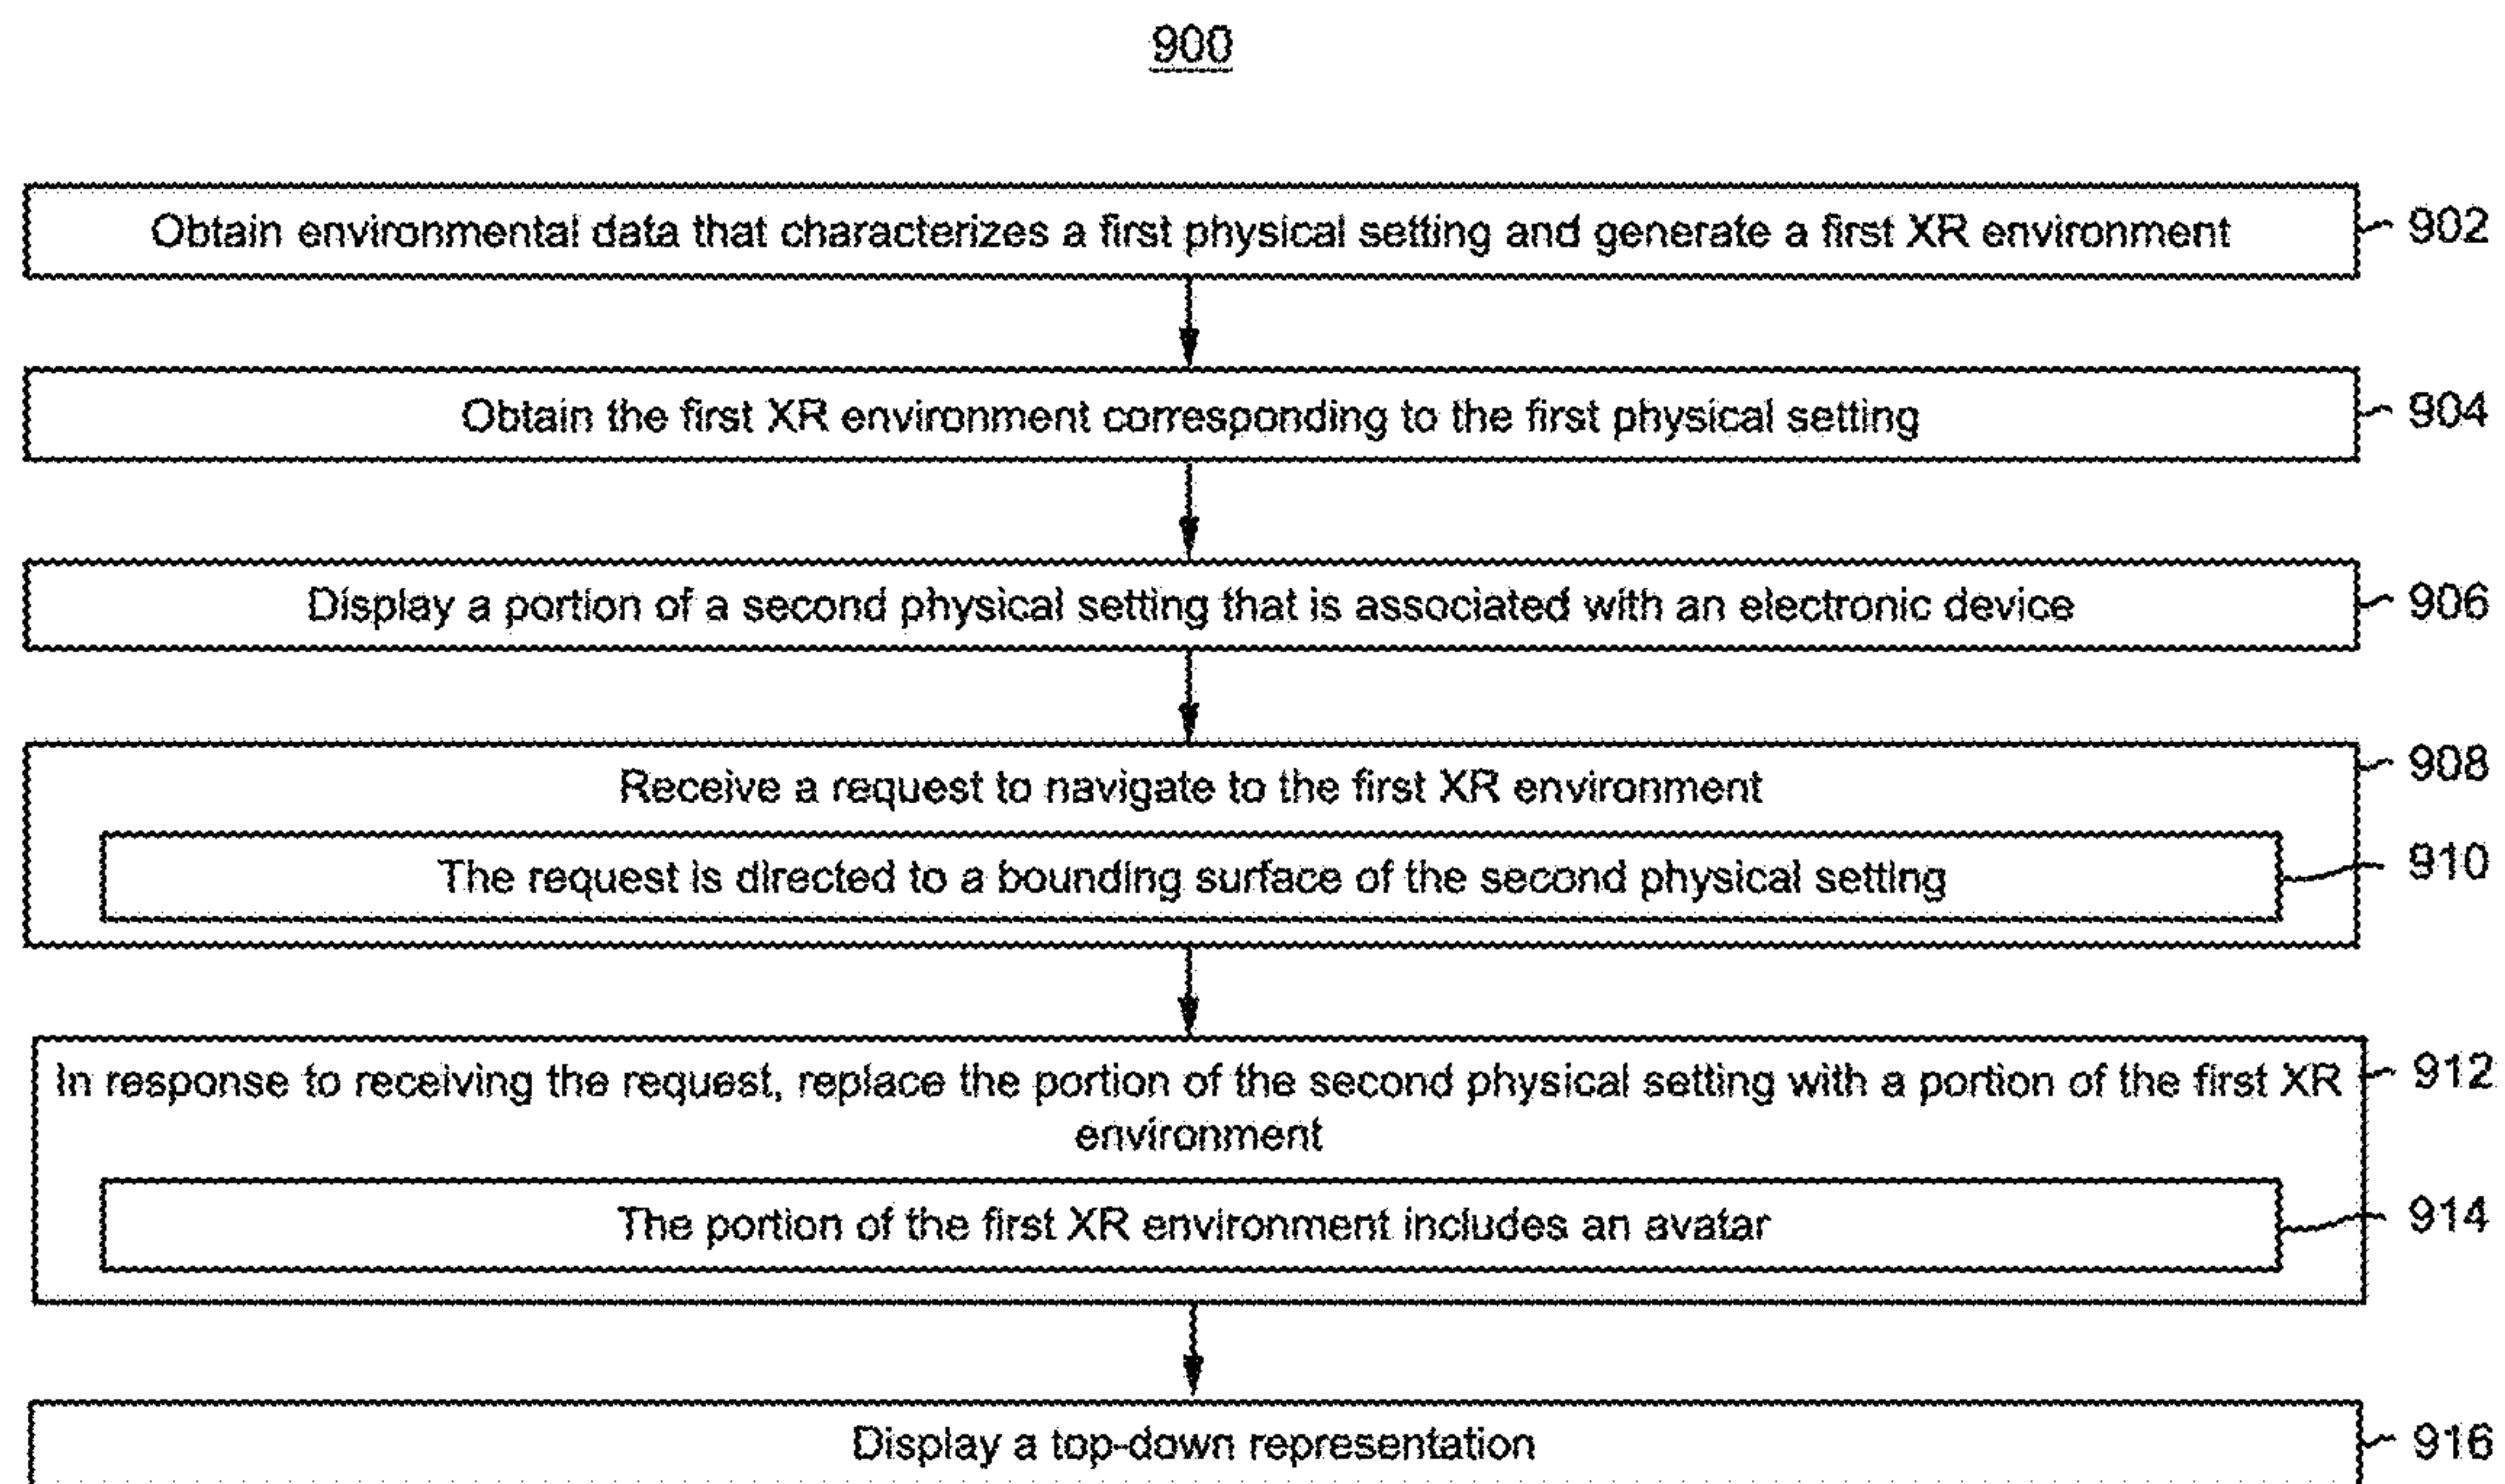 900
Obtain environmental data that characterizes a first physical setting and generate a first XR environment
902
Obtain the first XR environment corresponding to the first physical setting
904
Display a portion of a second physical setting that is associated with an electronic device
906
Receive a request to navigate to the first XR environment
908
The request is directed to a bounding surface of the second physical setting
910
In response to receiving the request, replace the portion of the second physical setting with a portion of the first XR
environment
912
The portion of the first XR environment includes an avatar
914
Display a top-down representation
916